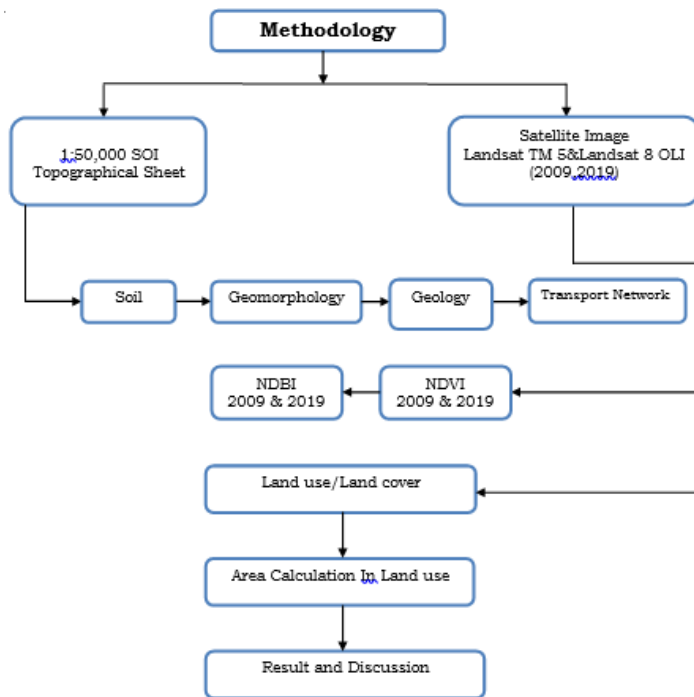 Methodology
1:50,000 SOI
Topographical Sheet
Satellite Image
Landsat TM 5&Landsat 8 OLI
(2009,2019)
Soil
Geomorphology
Geology
Transport Network
NDBI
2009 & 2019
NDVI
2009 & 2019
Land use/Land cover
Area Calculation In Land use
Result and Discussion